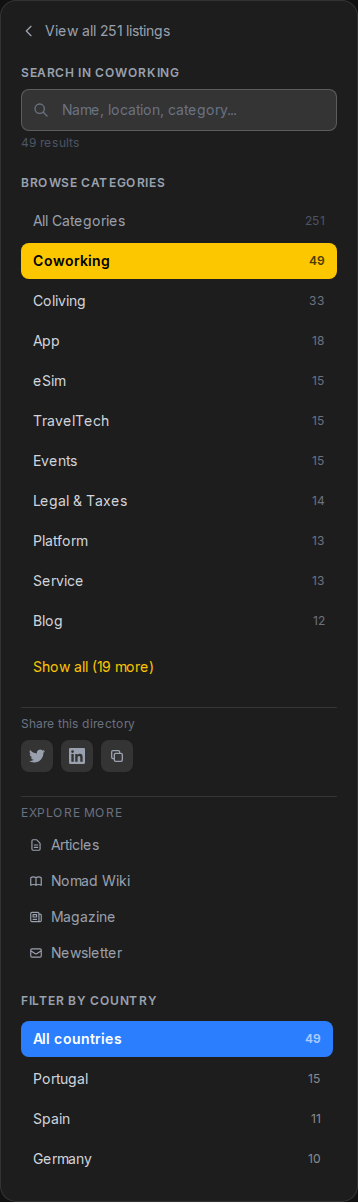 View all 251 listings
SEARCH IN COWORKING
Name, location, category...
49 results
BROWSE CATEGORIES
All Categories 251
Coworking 49
Coliving 33
App 18
eSim 15
TravelTech 15
Events 15
Legal & Taxes 14
Platform 13
Service 13
Blog 12
Show all (19 more)
Share this directory
EXPLORE MORE
Articles
Nomad Wiki
Magazine
Newsletter
FILTER BY COUNTRY
All countries 49
Portugal 15
Spain 11
Germany 10